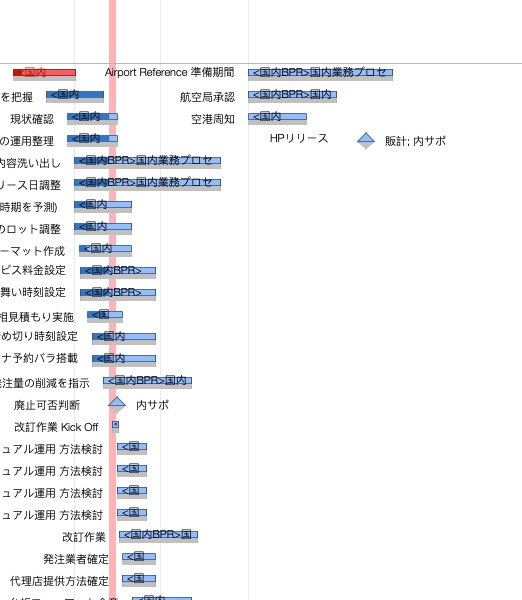 <国内 Airport Reference 準備期間 <国内BPR>国内業務プロセ
を把握 <国内 航空局承認 <国内BPR>国内
現状確認 <国内 空港周知 <国内
の運用整理 <国内 HPリリース 販計; 内サポ
内容洗い出し <国内BPR>国内業務プロセ
リース日調整 <国内BPR>国内業務プロセ
時期を予測) <国内
のロット調整 <国内
ーマット作成 <国内
ビス料金設定 <国内BPR>
舞い時刻設定 <国内BPR>
相見積もり実施 <国
め切り時刻設定 <国内
ナ予約バラ搭載 <国内
注量の削減を指示 <国内BPR>国内
廃止可否判断 内サポ
改訂作業 Kick Off <
ュアル運用 方法検討 <国
ュアル運用 方法検討 <国
ュアル運用 方法検討 <国
ュアル運用 方法検討 <国
改訂作業 <国内BPR>国
発注業者確定 <国
代理店提供方法確定 <国
<国内